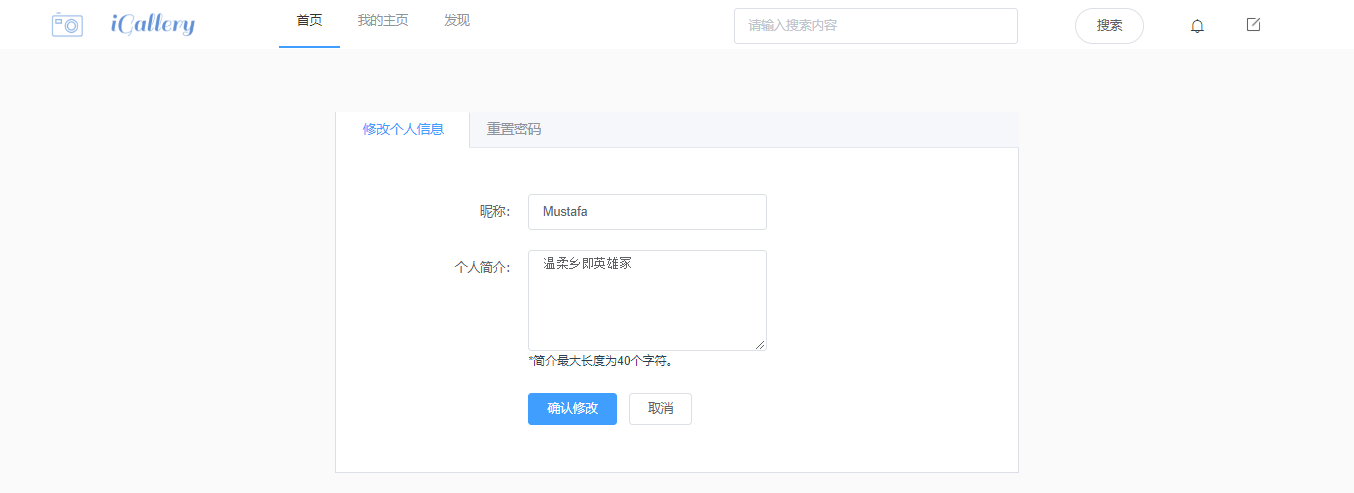 iGallery 首页 我的主页 发现 请输入搜索内容 搜索
修改个人信息 重置密码
昵称: Mustafa
个人简介: 温柔乡即英雄冢
*简介最大长度为40个字符。
确认修改 取消